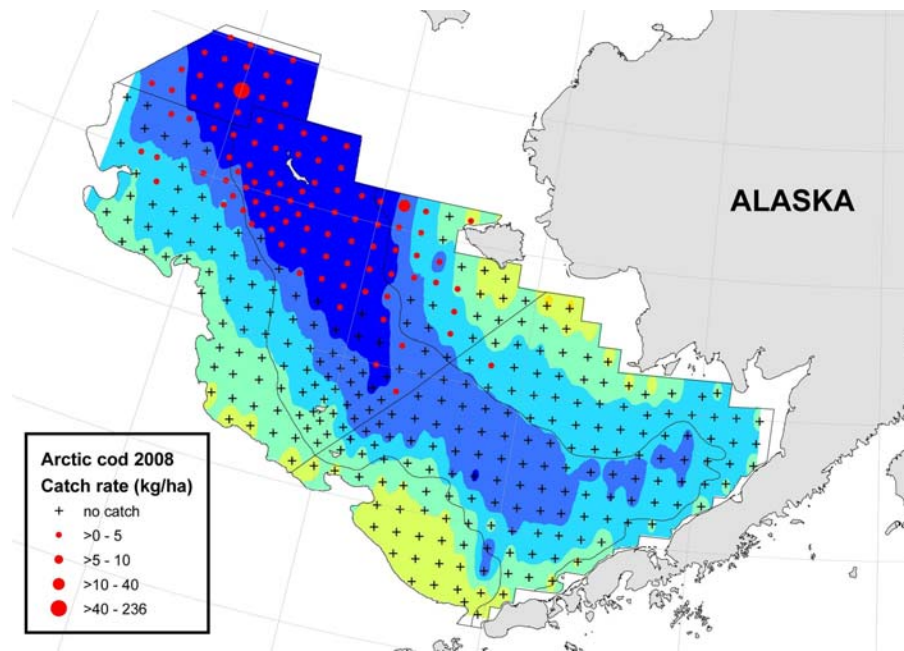 ALASKA
Arctic cod 2008
Catch rate (kg/ha)
no catch
>0 - 5
>5 - 10
>10 - 40
>40 - 236